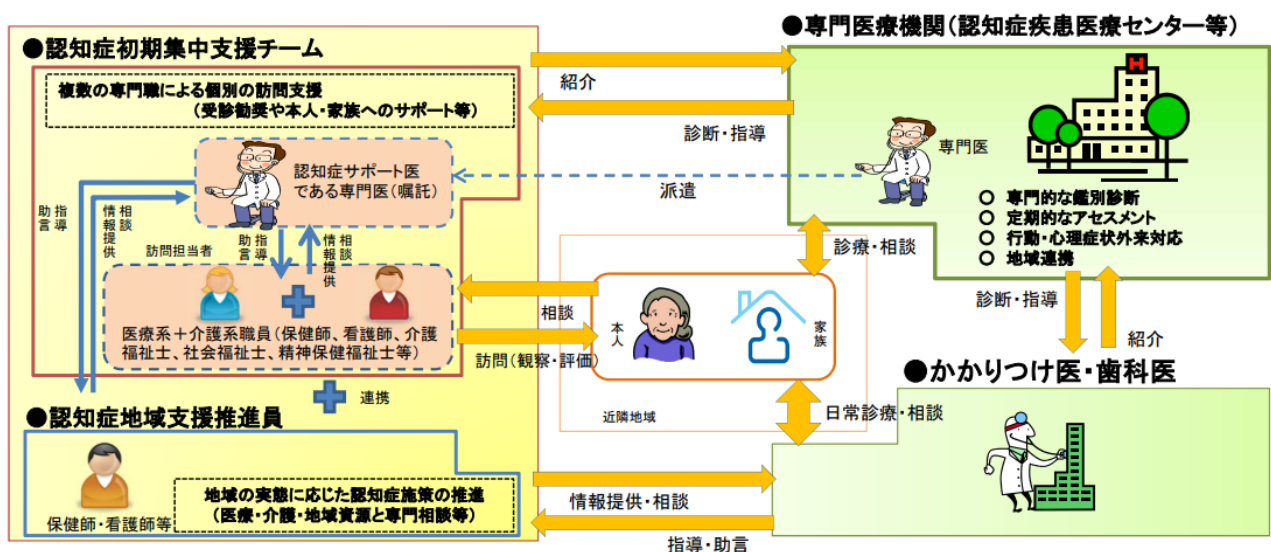 ●認知症初期集中支援チーム
複数の専門職による個別の訪問支援
（受診勧奨や本人・家族へのサポート等）
認知症サポート医
である専門医（嘱託）
指導
助言
相談
情報提供
訪問担当者
指導
助言
相談
情報提供
医療系＋介護系職員（保健師、看護師、介護
福祉士、社会福祉士、精神保健福祉士等）
連携
●認知症地域支援推進員
地域の実態に応じた認知症施策の推進
（医療・介護・地域資源と専門相談等）
保健師・看護師等
紹介
診断・指導
派遣
相談
訪問（観察・評価）
本人
家族
近隣地域
診療・相談
日常診療・相談
情報提供・相談
指導・助言
●専門医療機関（認知症疾患医療センター等）
H
専門医
○ 専門的な鑑別診断
○ 定期的なアセスメント
○ 行動・心理症状外来対応
○ 地域連携
診断・指導
紹介
●かかりつけ医・歯科医